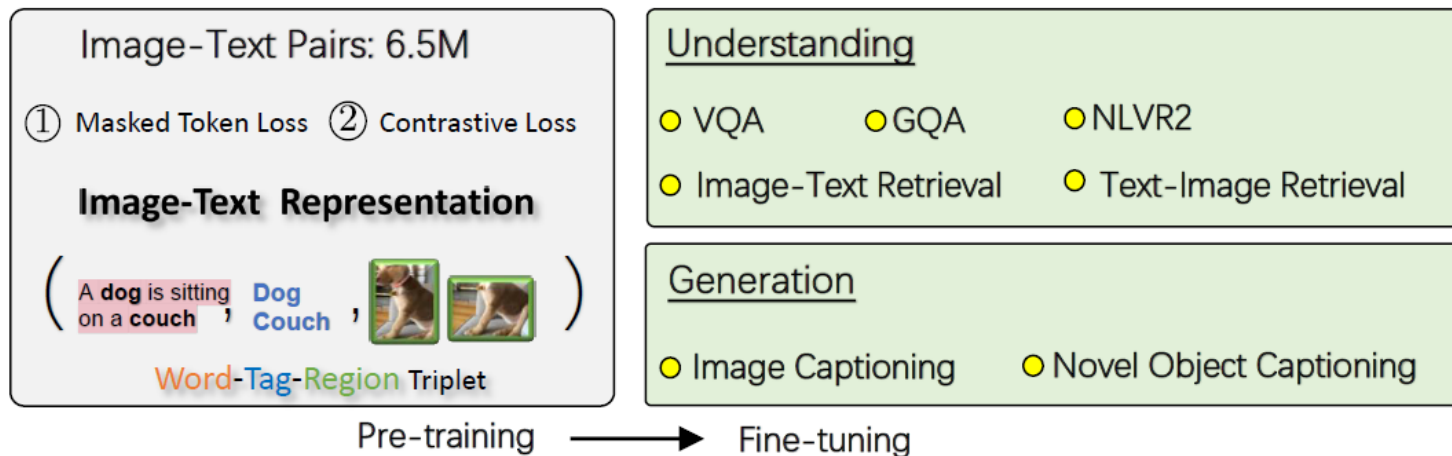 Image-Text Pairs: 6.5M
① Masked Token Loss ② Contrastive Loss
Image-Text Representation
( A dog is sitting on a couch , Dog Couch , )
Word-Tag-Region Triplet
Understanding
VQA GQA NLVR2
Image-Text Retrieval Text-Image Retrieval
Generation
Image Captioning Novel Object Captioning
Pre-training Fine-tuning